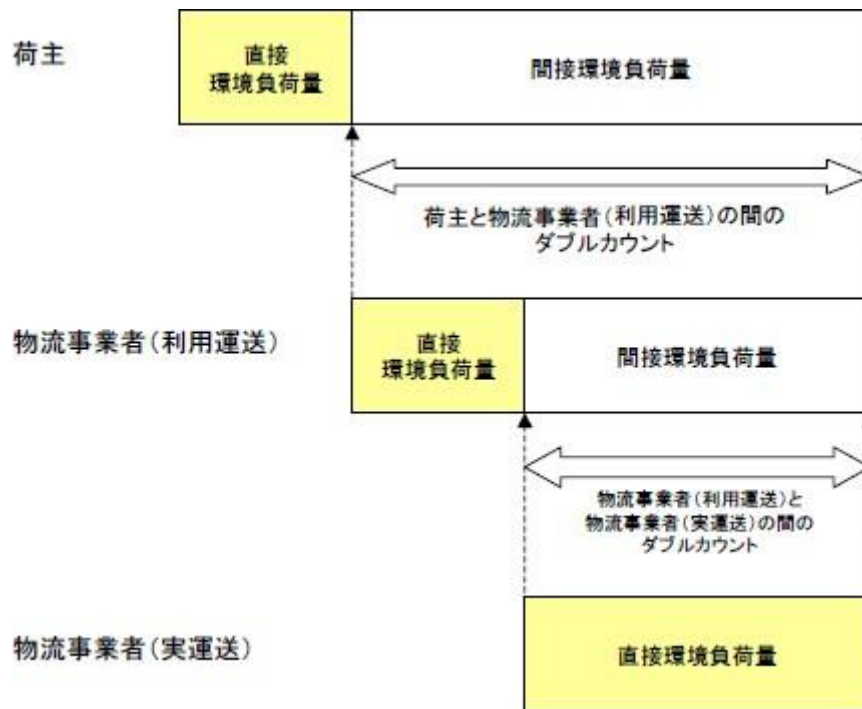 荷主
直接
環境負荷量
間接環境負荷量
荷主と物流事業者(利用運送)の間の
ダブルカウント
物流事業者(利用運送)
直接
環境負荷量
間接環境負荷量
物流事業者(利用運送)と
物流事業者(実運送)の間の
ダブルカウント
物流事業者(実運送)
直接環境負荷量